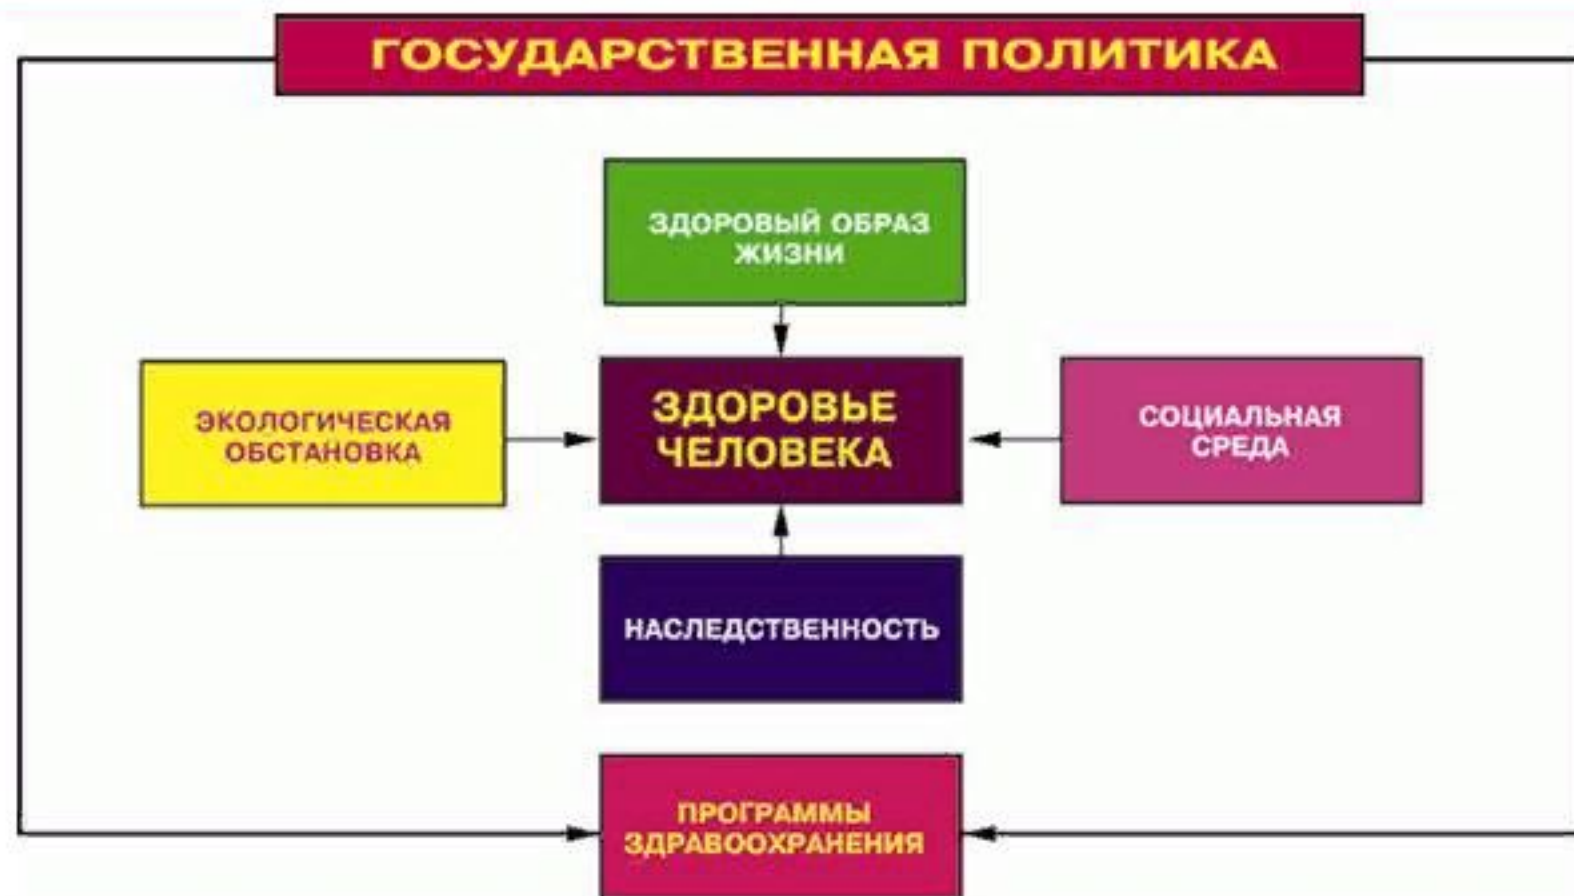 ГОСУДАРСТВЕННАЯ ПОЛИТИКА
ЗДОРОВЫЙ ОБРАЗ
ЖИЗНИ
ЭКОЛОГИЧЕСКАЯ
ОБСТАНОВКА
ЗДОРОВЬЕ
ЧЕЛОВЕКА
СОЦИАЛЬНАЯ
СРЕДА
НАСЛЕДСТВЕННОСТЬ
ПРОГРАММЫ
ЗДРАВООХРАНЕНИЯ